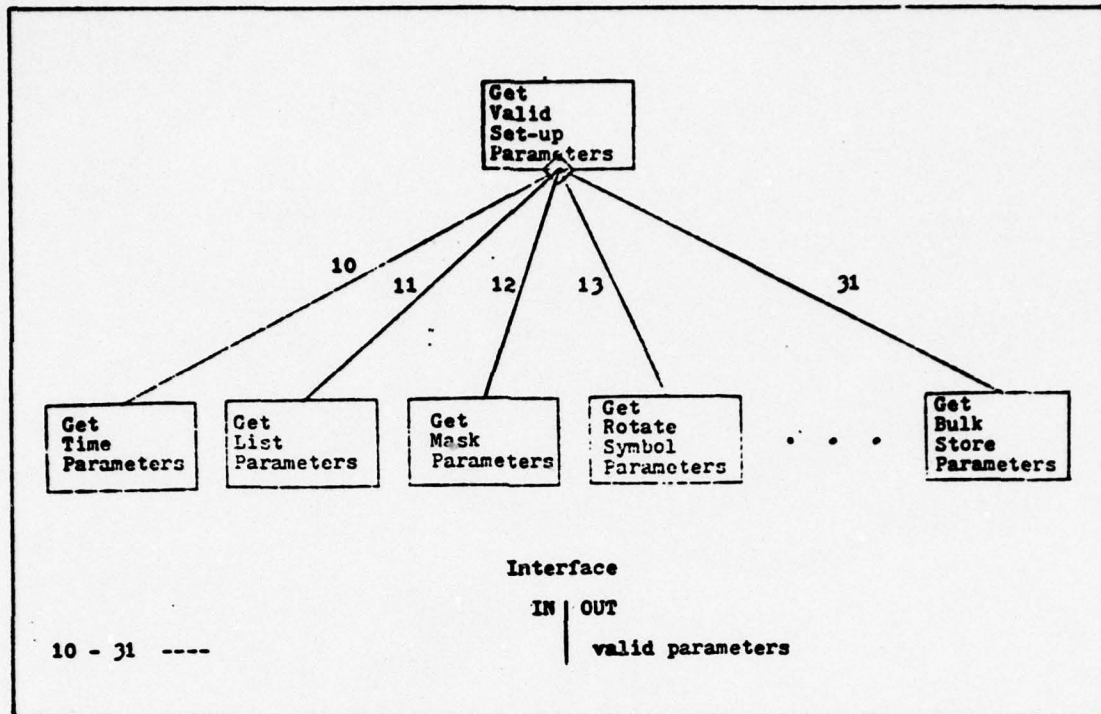 Get
Valid
Set-up
Parameters
10
11
12
13
31
Get
Time
Parameters
Get
List
Parameters
Get
Mask
Parameters
Get
Rotate
Symbol
Parameters
. . .
Get
Bulk
Store
Parameters
Interface
IN | OUT
10 - 31 ---- valid parameters